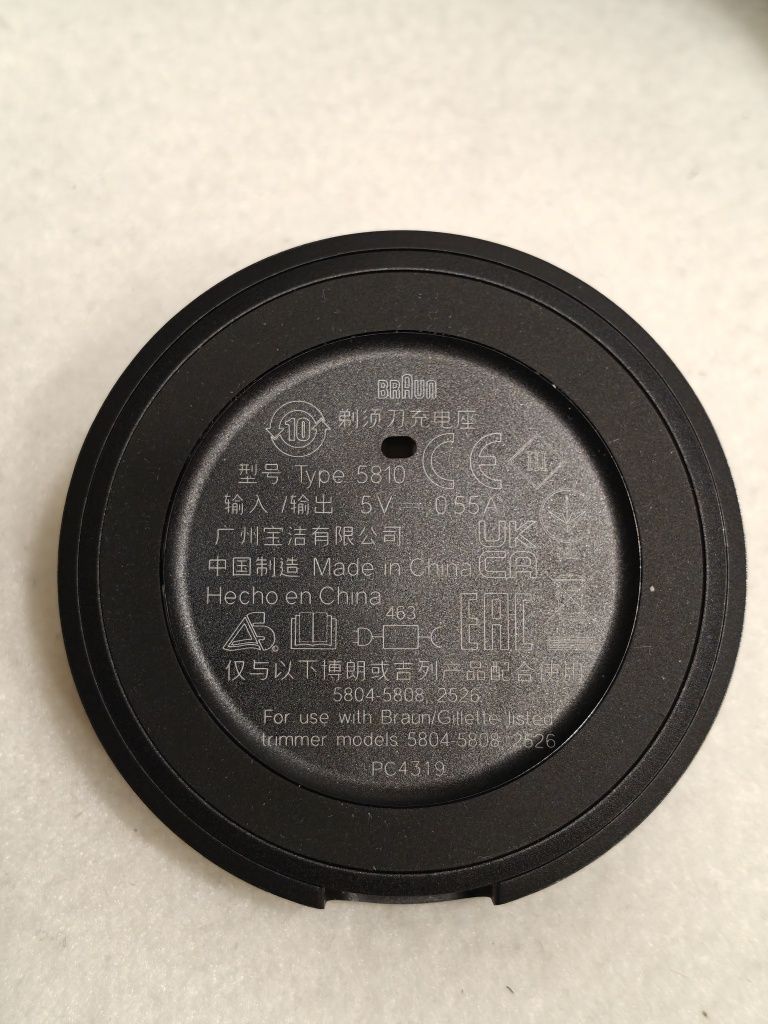 BRAUN
10 剃须刀充电座
型号 Type 5810 CE
输入/输出 5V 0.55A
广州宝洁有限公司 UK
中国制造 Made in China CA
Hecho en China
463 EAC
仅与以下博朗或吉列产品配合使用
5804-5808, 2526
For use with Braun/Gillette listed
trimmer models 5804-5808, 2526
PC4319